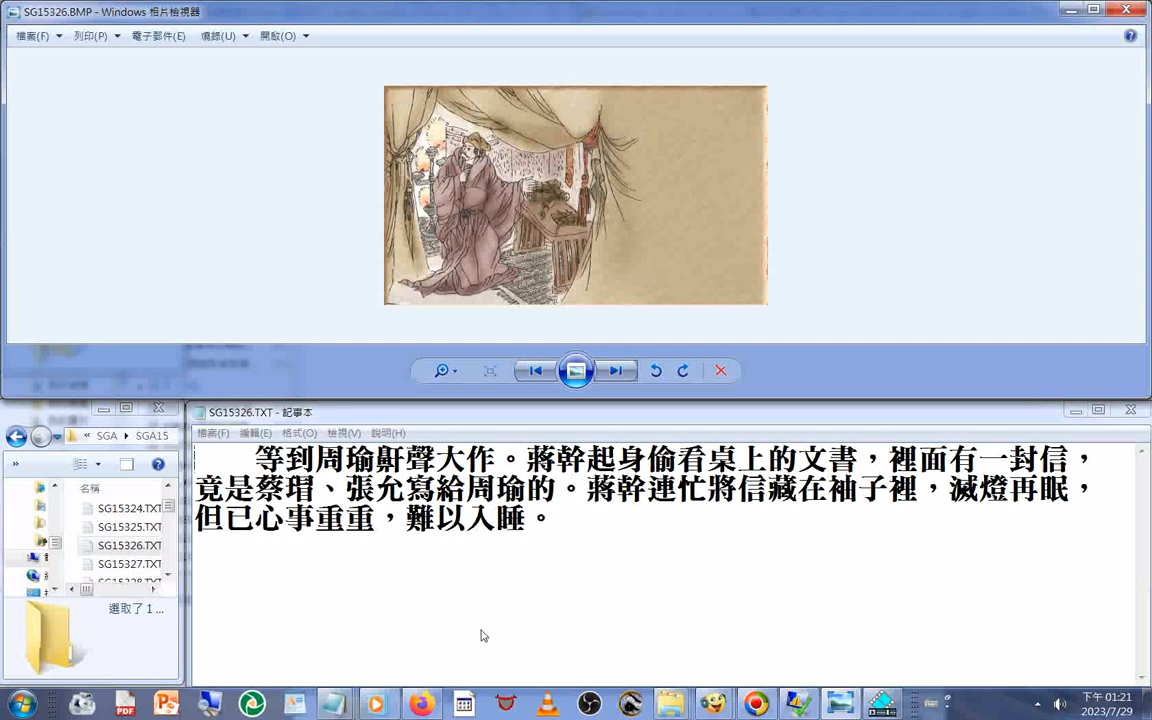 SG15326.BMP - Windows 相片檢視器
檔案(F) 列印(P) 電子郵件(E) 燒錄(U) 開啟(O)
SG15326.TXT - 記事本
檔案(F) 編輯(E) 格式(O) 檢視(V) 說明(H)
等到周瑜鼾聲大作。蔣幹起身偷看桌上的文書，裡面有一封信，
竟是蔡瑁、張允寫給周瑜的。蔣幹連忙將信藏在袖子裡，滅燈再眠，
但已心事重重，難以入睡。
« SGA SGA15
名稱
SG15324.TXT
SG15325.TXT
SG15326.TXT
SG15327.TXT
SG15328.TXT
選取了 1 ...
PDF
下午 01:21
2023/7/29